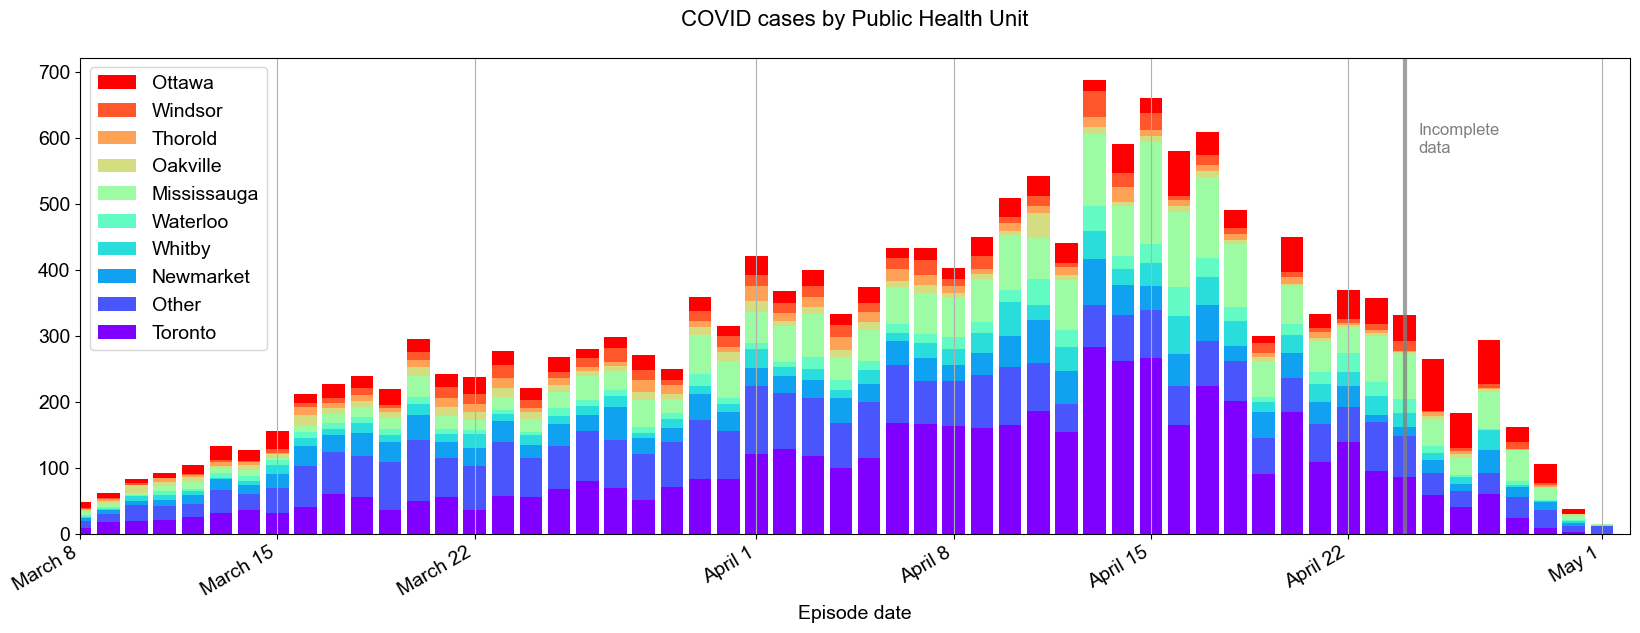 COVID cases by Public Health Unit
700
600
500
400
300
200
100
0
Ottawa
Windsor
Thorold
Oakville
Mississauga
Waterloo
Whitby
Newmarket
Other
Toronto
Incomplete
data
March 8
March 15
March 22
April 1
April 8
April 15
April 22
May 1
Episode date